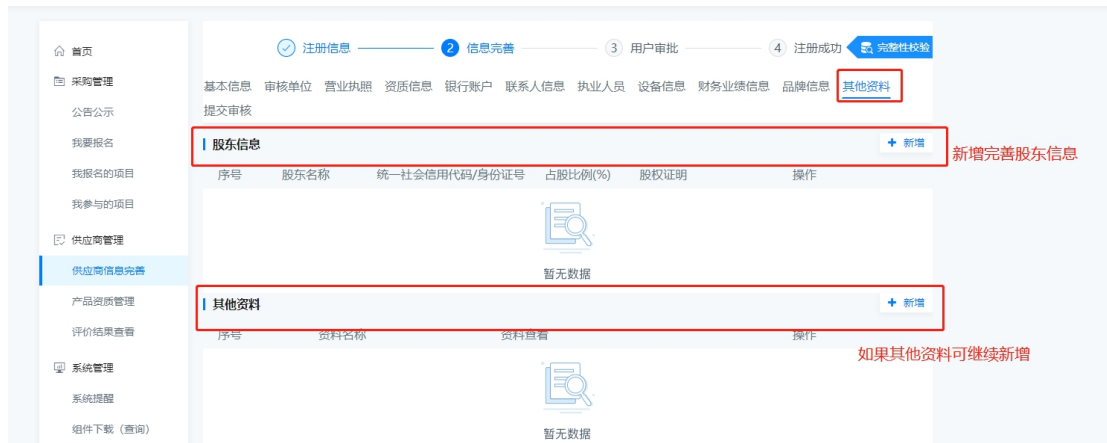 首页
采购管理
公告公示
我要报名
我报名的项目
我参与的项目
供应商管理
供应商信息完善
产品资质管理
评价结果查看
系统管理
系统提醒
组件下载（查询）
注册信息 2 信息完善 3 用户审批 4 注册成功 完整性校验
基本信息 审核单位 营业执照 资质信息 银行账户 联系人信息 执业人员 设备信息 财务业绩信息 品牌信息 其他资料
提交审核
股东信息 + 新增
新增完善股东信息
序号 股东名称 统一社会信用代码/身份证号 占股比例(%) 股权证明 操作
暂无数据
其他资料 + 新增
序号 资料名称 资料查看 操作
如果其他资料可继续新增
暂无数据